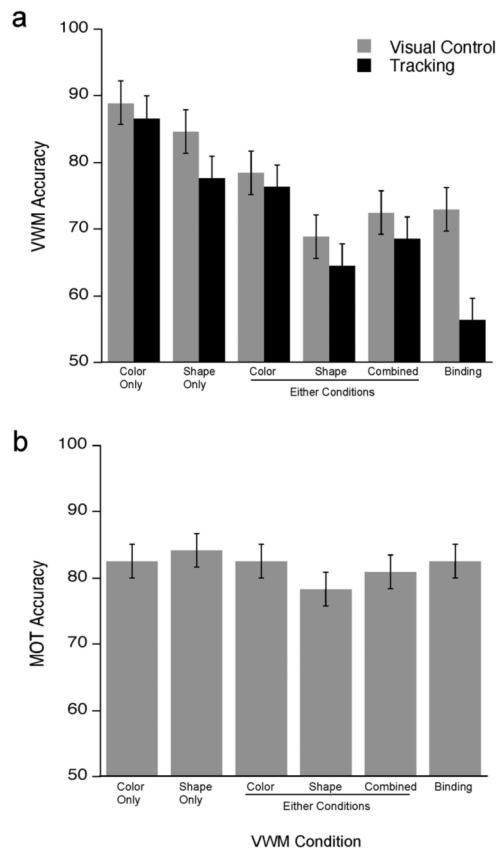 a
100
90
80
70
60
50
VWM Accuracy
Visual Control
Tracking
Color Only
Shape Only
Color
Shape
Combined
Binding
Either Conditions
b
100
90
80
70
60
50
MOT Accuracy
Color Only
Shape Only
Color
Shape
Combined
Binding
Either Conditions
VWM Condition